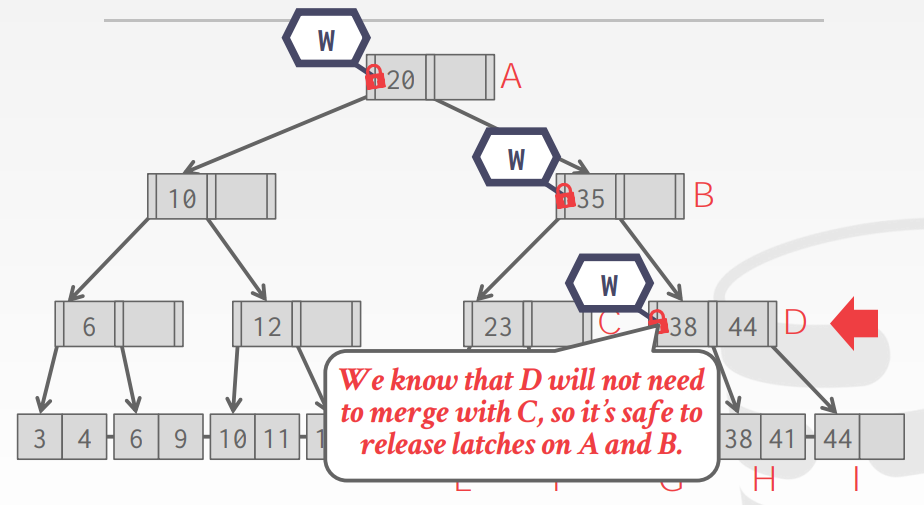 W
20 A
W
10
35 B
W
6
12
23 C
38 44 D
We know that D will not need
to merge with C, so it's safe to
release latches on A and B.
3 4 6 9 10 11
38 41 44
H I